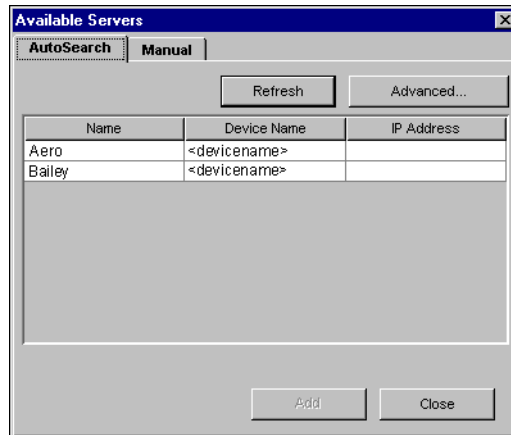 Available Servers
AutoSearch Manual
Refresh Advanced...
Name Device Name IP Address
Aero <devicename>
Bailey <devicename>
Add Close